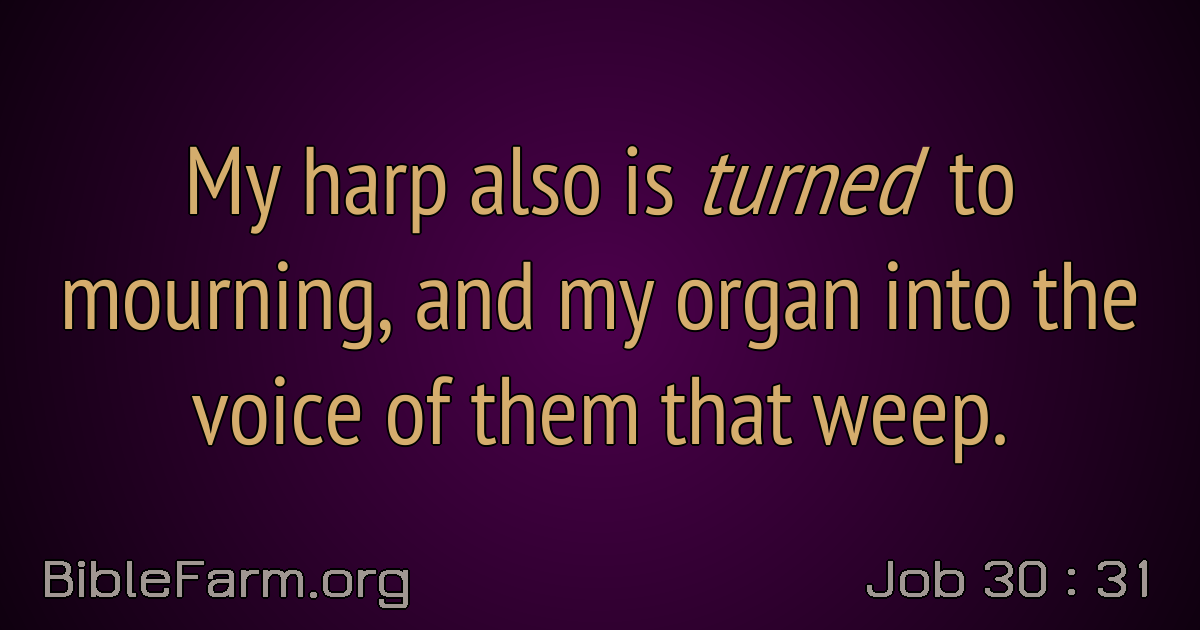 My harp also is turned to
mourning, and my organ into the
voice of them that weep.
BibleFarm.org
Job 30 : 31